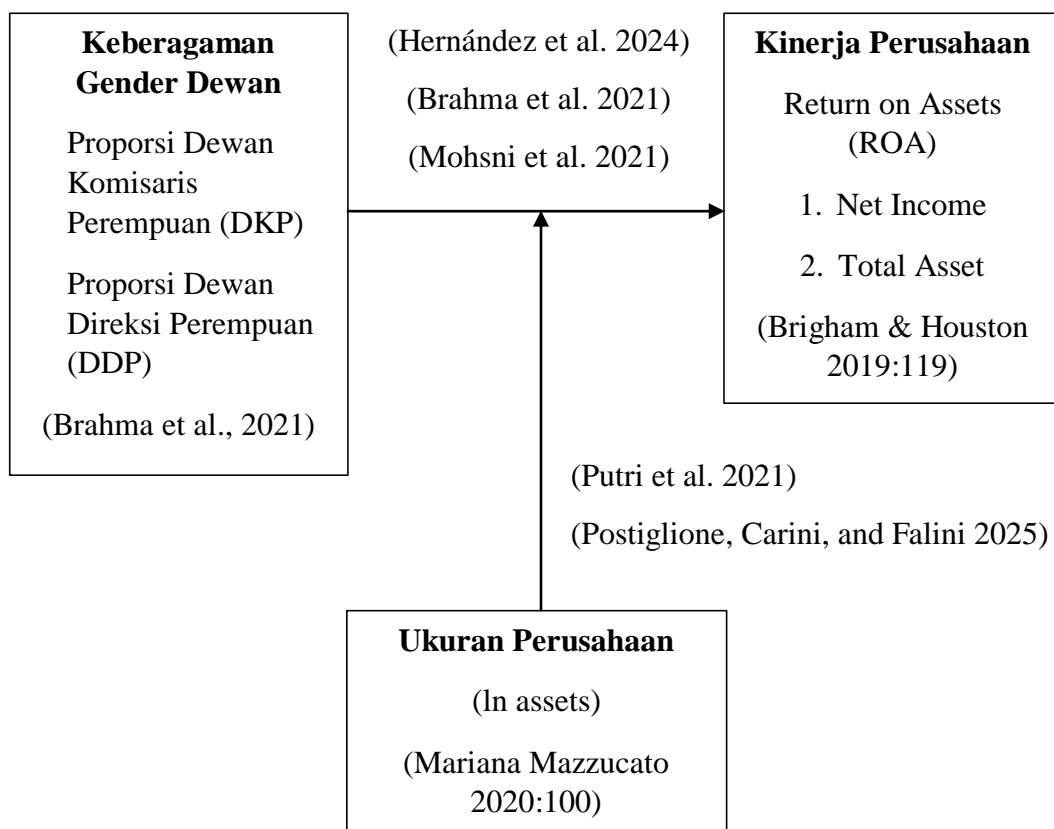 Keberagaman
Gender Dewan
Proporsi Dewan
Komisaris
Perempuan (DKP)
Proporsi Dewan
Direksi Perempuan
(DDP)
(Brahma et al., 2021)
(Hernández et al. 2024)
(Brahma et al. 2021)
(Mohsni et al. 2021)
Kinerja Perusahaan
Return on Assets
(ROA)
1. Net Income
2. Total Asset
(Brigham & Houston
2019:119)
(Putri et al. 2021)
(Postiglione, Carini, and Falini 2025)
Ukuran Perusahaan
(ln assets)
(Mariana Mazzucato
2020:100)